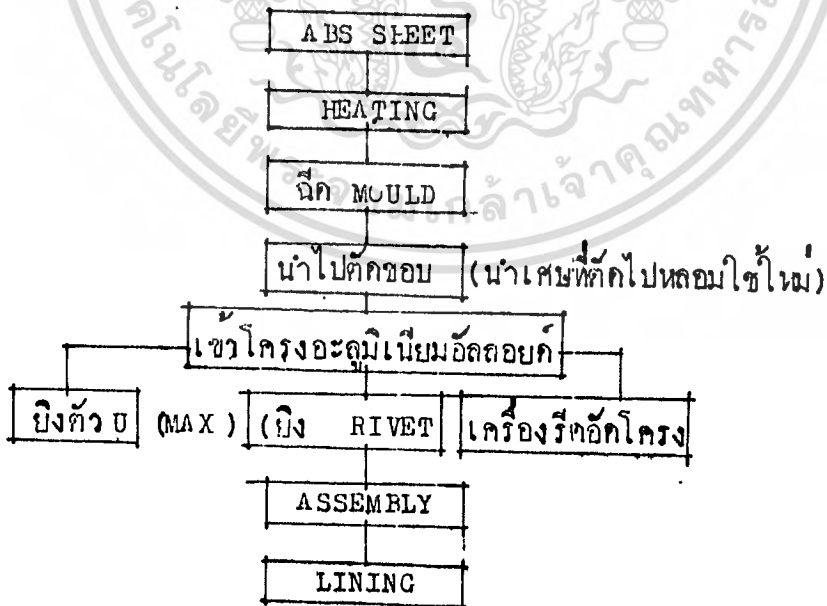 ABS SHEET
HEATING
ฉีด MOULD
นำไปตัดขอบ (นำเศษที่ตัดไปหลอมใช้ใหม่)
เข้าโครงอะลูมิเนียมอัลลอยด์
ยิงตัว U (MAX) (ยิง RIVET เครื่องรีดอัดโครง
ASSEMBLY
LINING